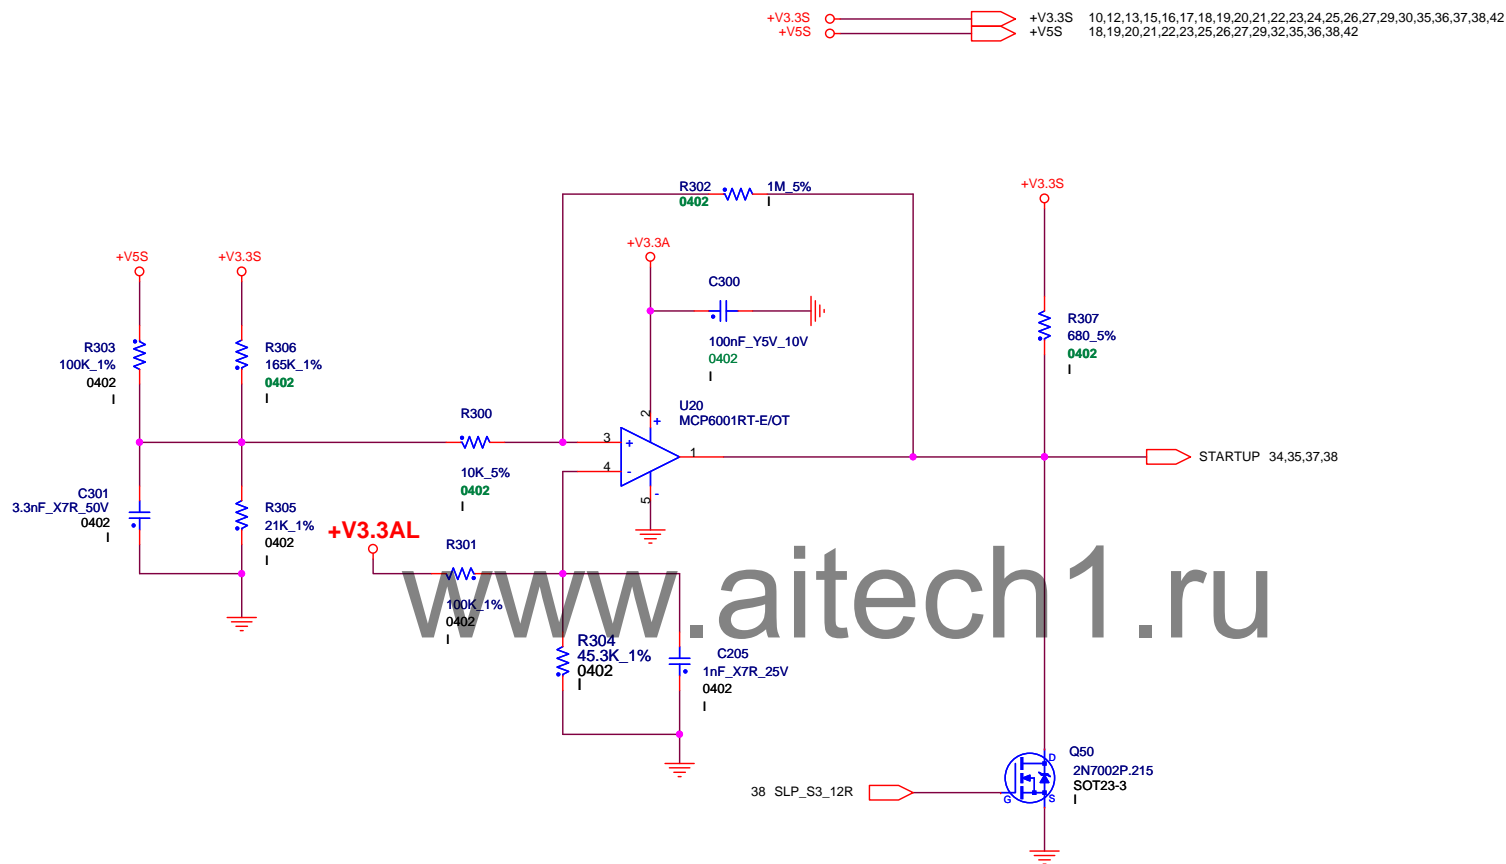 +V3.3S +V3.3S 10,12,13,15,16,17,18,19,20,21,22,23,24,25,26,27,29,30,35,36,37,38,42
+V5S +V5S 18,19,20,21,22,23,25,26,27,29,32,35,36,38,42
R302 1M_5%
0402 I
+V3.3S
+V5S +V3.3S
+V3.3A
C300
100nF_Y5V_10V
0402
I
R307
680_5%
0402
I
R303
100K_1%
0402
I
R306
165K_1%
0402
I
R300
10K_5%
0402
I
U20
MCP6001RT-E/OT
2 +
3 +
4 -
1
5 -
STARTUP 34,35,37,38
C301
3.3nF_X7R_50V
0402
I
R305
21K_1%
0402
I
+V3.3AL
R301
100K_1%
0402
I
www.aitech1.ru
R304
45.3K_1%
0402
I
C205
1nF_X7R_25V
0402
I
Q50
2N7002P.215
SOT23-3
I
D
G
S
38 SLP_S3_12R